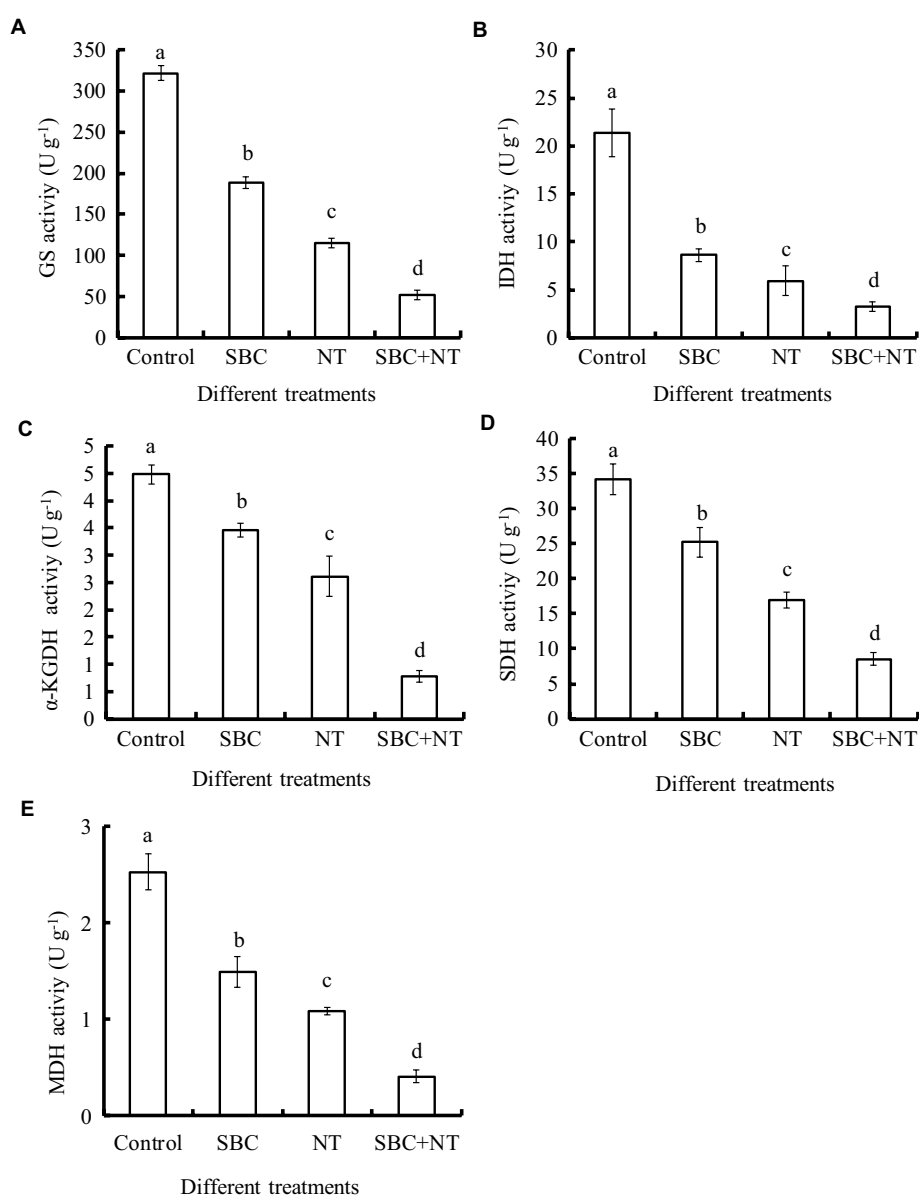 A
GS activiy (U g-1)
350
300
250
200
150
100
50
0
a
b
c
d
Control SBC NT SBC+NT
Different treatments
B
IDH activiy (U g-1)
30
25
20
15
10
5
0
a
b
c
d
Control SBC NT SBC+NT
Different treatments
C
α-KGDH activiy (U g-1)
5
5
4
4
3
3
2
2
1
1
0
a
b
c
d
Control SBC NT SBC+NT
Different treatments
D
SDH activiy (U g-1)
40
35
30
25
20
15
10
5
0
a
b
c
d
Control SBC NT SBC+NT
Different treatments
E
MDH activiy (U g-1)
3
2
1
0
a
b
c
d
Control SBC NT SBC+NT
Different treatments